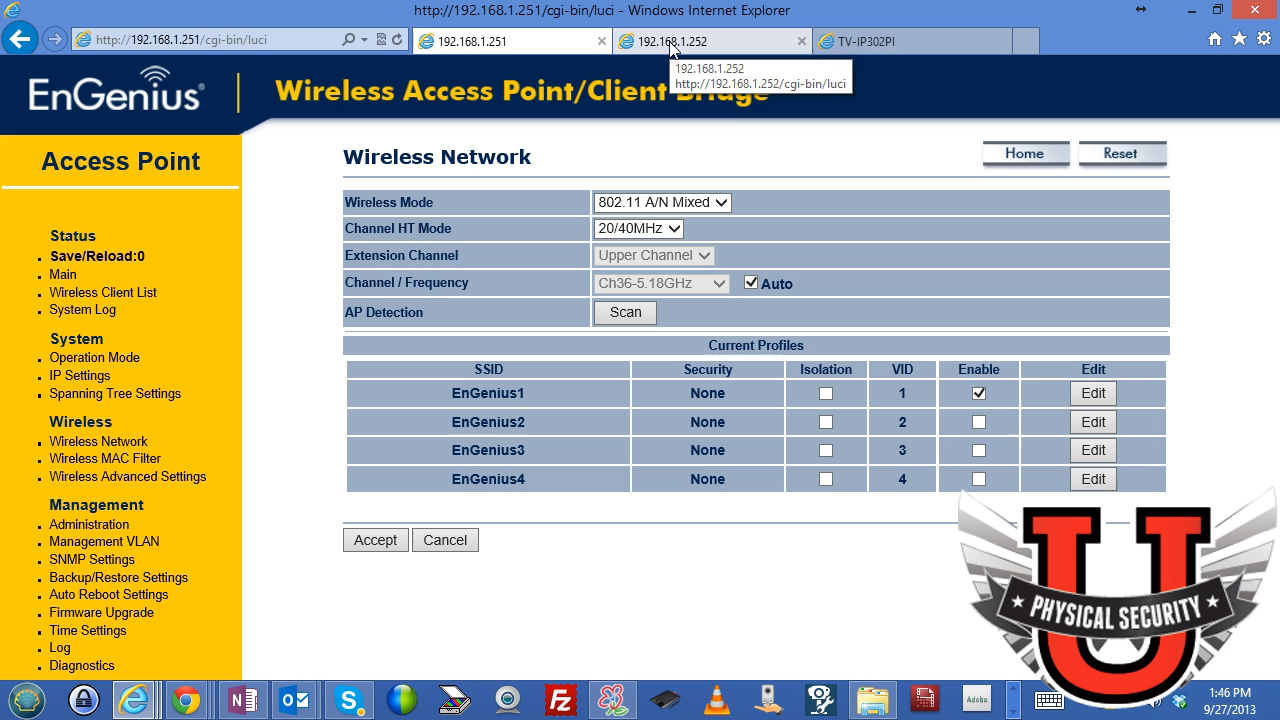 http://192.168.1.251/cgi-bin/luci - Windows Internet Explorer
http://192.168.1.251/cgi-bin/luci
192.168.1.251
192.168.1.252
TV-IP302PI
192.168.1.252
http://192.168.1.252/cgi-bin/luci
EnGenius
Wireless Access Point/Client Bridge
Access Point
Status
Save/Reload:0
Main
Wireless Client List
System Log
System
Operation Mode
IP Settings
Spanning Tree Settings
Wireless
Wireless Network
Wireless MAC Filter
Wireless Advanced Settings
Management
Administration
Management VLAN
SNMP Settings
Backup/Restore Settings
Auto Reboot Settings
Firmware Upgrade
Time Settings
Log
Diagnostics
Wireless Network
Home Reset
Wireless Mode 802.11 A/N Mixed
Channel HT Mode 20/40MHz
Extension Channel Upper Channel
Channel / Frequency Ch36-5.18GHz Auto
AP Detection Scan
Current Profiles
SSID Security Isolation VID Enable Edit
EnGenius1 None 1 Edit
EnGenius2 None 2 Edit
EnGenius3 None 3 Edit
EnGenius4 None 4 Edit
Accept Cancel
U
PHYSICAL SECURITY
Adobe
1:46 PM
9/27/2013